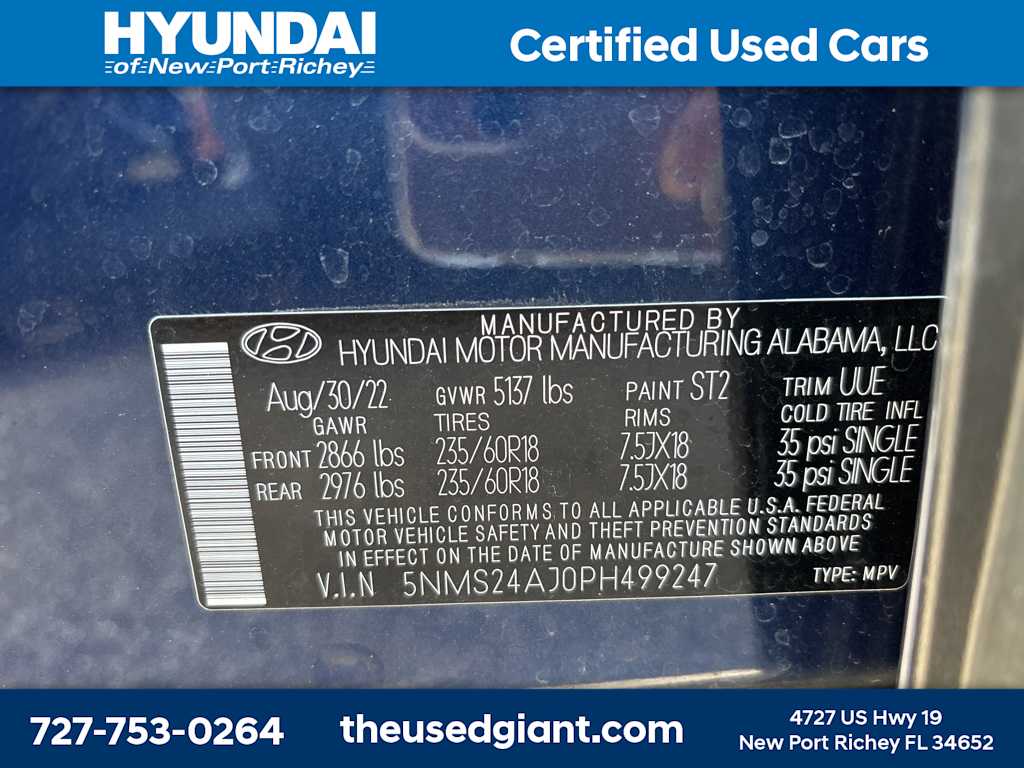 HYUNDAI
of New Port Richey
Certified Used Cars
MANUFACTURED BY
HYUNDAI MOTOR MANUFACTURING ALABAMA, LLC
Aug/30/22 GVWR 5137 lbs PAINT ST2 TRIM UUE
GAWR TIRES RIMS COLD TIRE INFL
FRONT 2866 lbs 235/60R18 7.5JX18 35 psi SINGLE
REAR 2976 lbs 235/60R18 7.5JX18 35 psi SINGLE
THIS VEHICLE CONFORMS TO ALL APPLICABLE U.S.A. FEDERAL
MOTOR VEHICLE SAFETY AND THEFT PREVENTION STANDARDS
IN EFFECT ON THE DATE OF MANUFACTURE SHOWN ABOVE
V.I.N 5NMS24AJ0PH499247 TYPE: MPV
727-753-0264
theusedgiant.com
4727 US Hwy 19
New Port Richey FL 34652